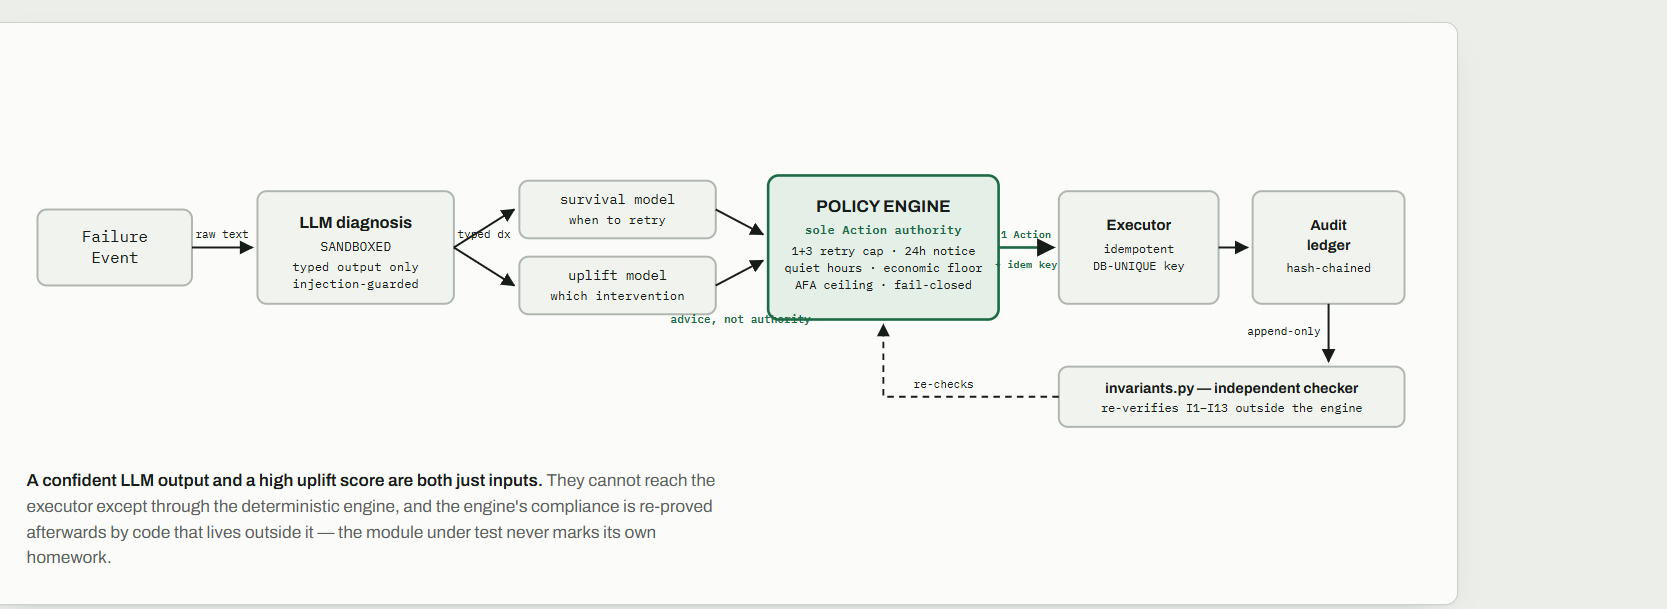 Failure
Event
raw text
LLM diagnosis
SANDBOXED
typed output only
injection-guarded
typed dx
survival model
when to retry
uplift model
which intervention
advice, not authority
POLICY ENGINE
sole Action authority
1+3 retry cap · 24h notice
quiet hours · economic floor
AFA ceiling · fail-closed
1 Action
+ idem key
Executor
idempotent
DB-UNIQUE key
Audit
ledger
hash-chained
append-only
re-checks
invariants.py — independent checker
re-verifies I1–I13 outside the engine
A confident LLM output and a high uplift score are both just inputs. They cannot reach the
executor except through the deterministic engine, and the engine's compliance is re-proved
afterwards by code that lives outside it — the module under test never marks its own
homework.